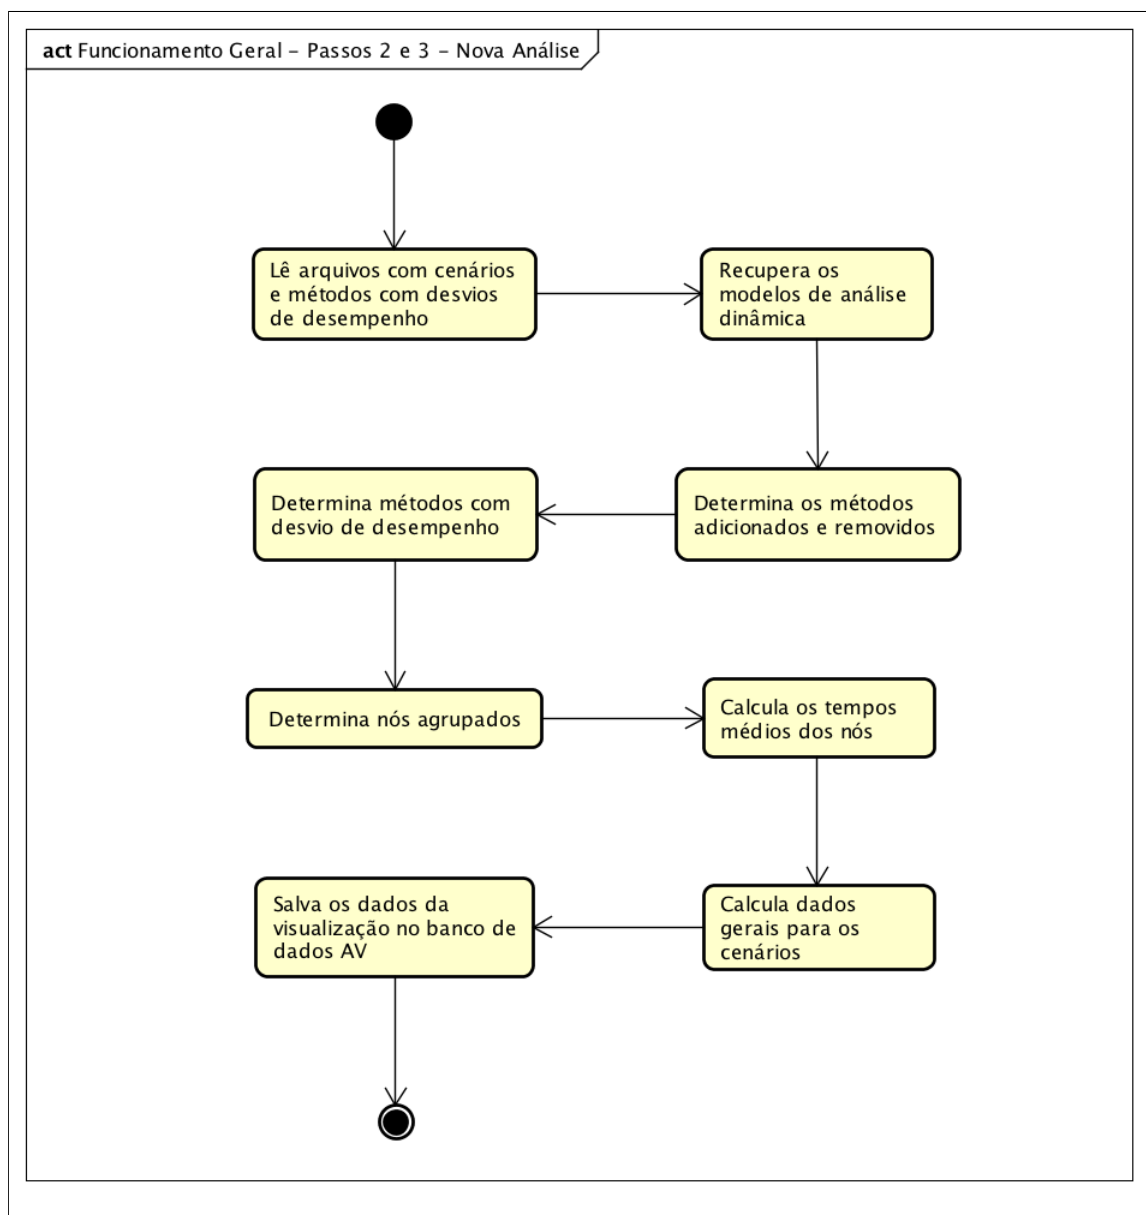 act Funcionamento Geral – Passos 2 e 3 – Nova Análise
Lê arquivos com cenários
e métodos com desvios
de desempenho
Recupera os
modelos de análise
dinâmica
Determina os métodos
adicionados e removidos
Determina métodos com
desvio de desempenho
Determina nós agrupados
Calcula os tempos
médios dos nós
Calcula dados
gerais para os
cenários
Salva os dados da
visualização no banco de
dados AV